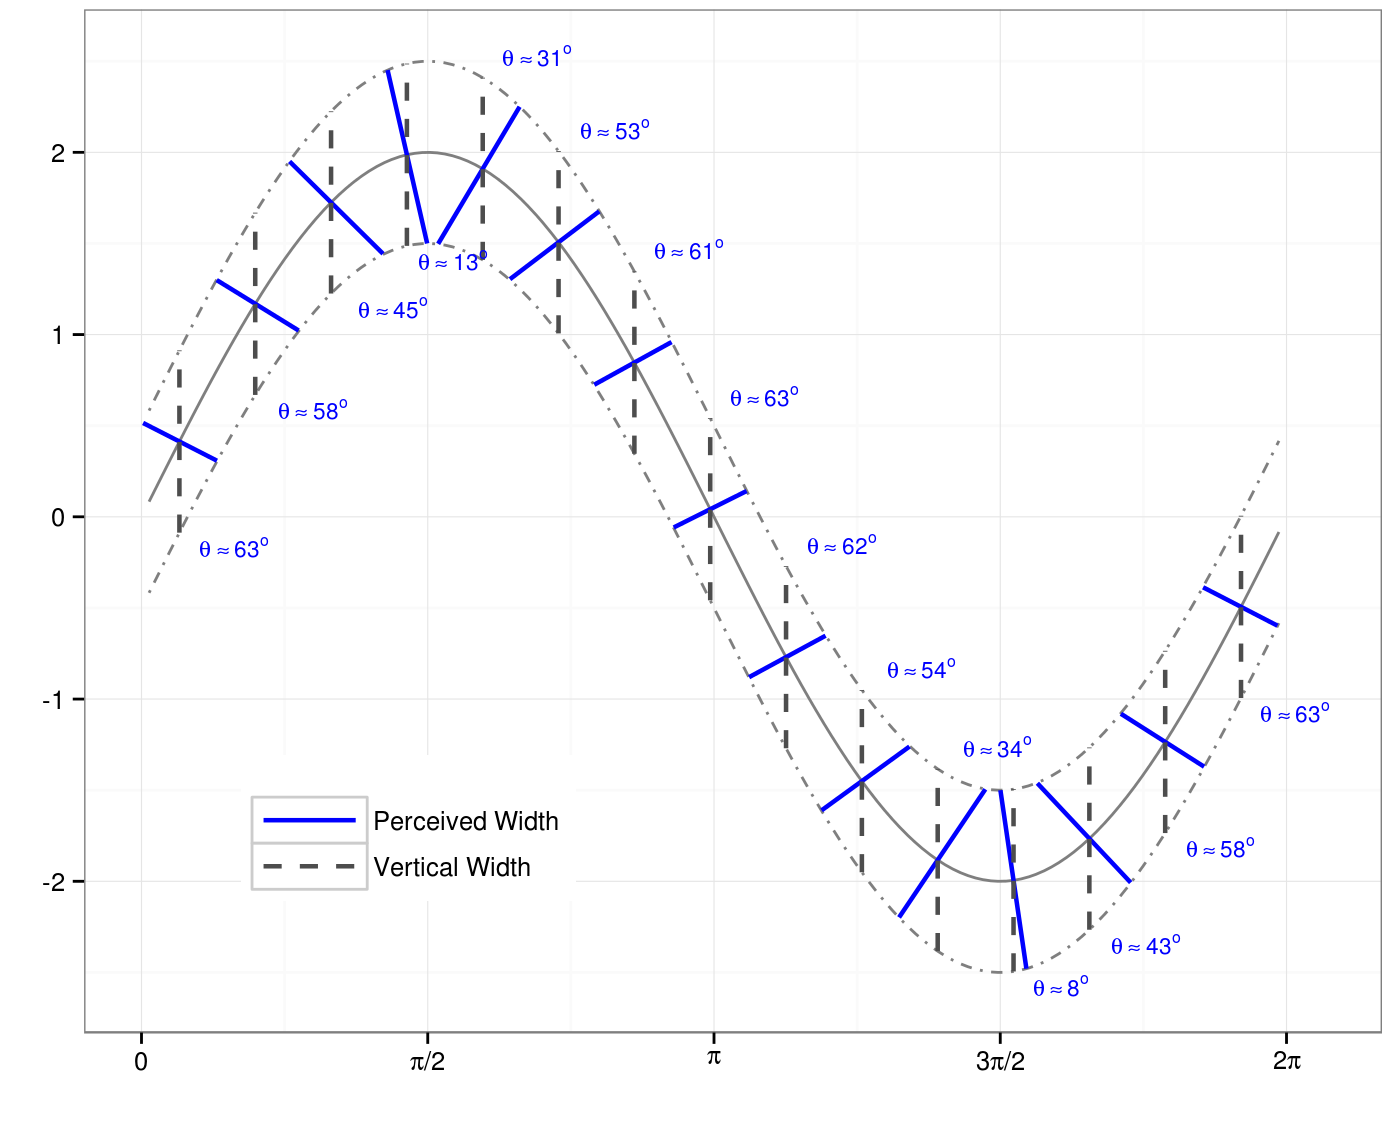 θ ≈ 31°
θ ≈ 53°
2
θ ≈ 61°
θ ≈ 13°
θ ≈ 45°
1
θ ≈ 63°
θ ≈ 58°
0
θ ≈ 63°
θ ≈ 62°
θ ≈ 54°
-1
θ ≈ 63°
θ ≈ 34°
Perceived Width
θ ≈ 58°
Vertical Width
-2
θ ≈ 43°
θ ≈ 8°
0 π/2 π 3π/2 2π